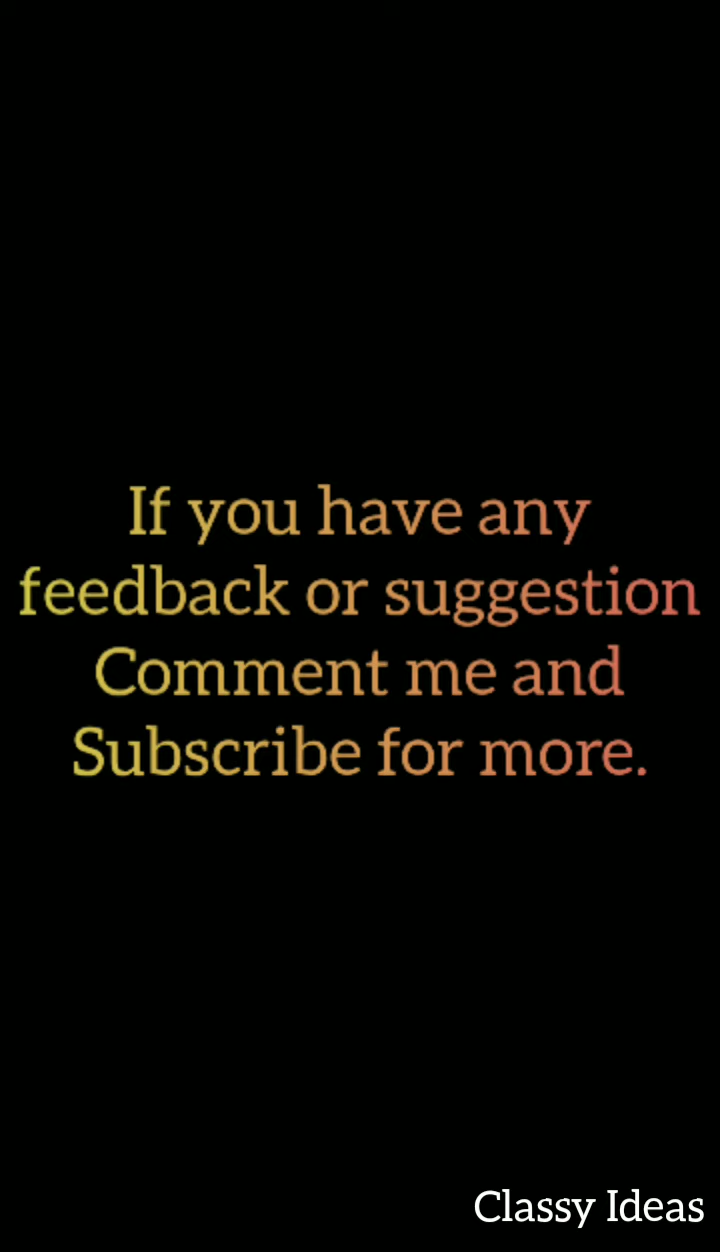 If you have any
feedback or suggestion
Comment me and
Subscribe for more.
Classy Ideas